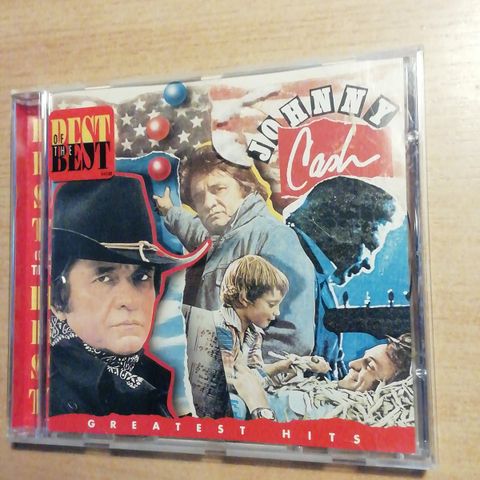 BEST
OF THE
BEST
JOHNNY
Cash
GREATEST HITS